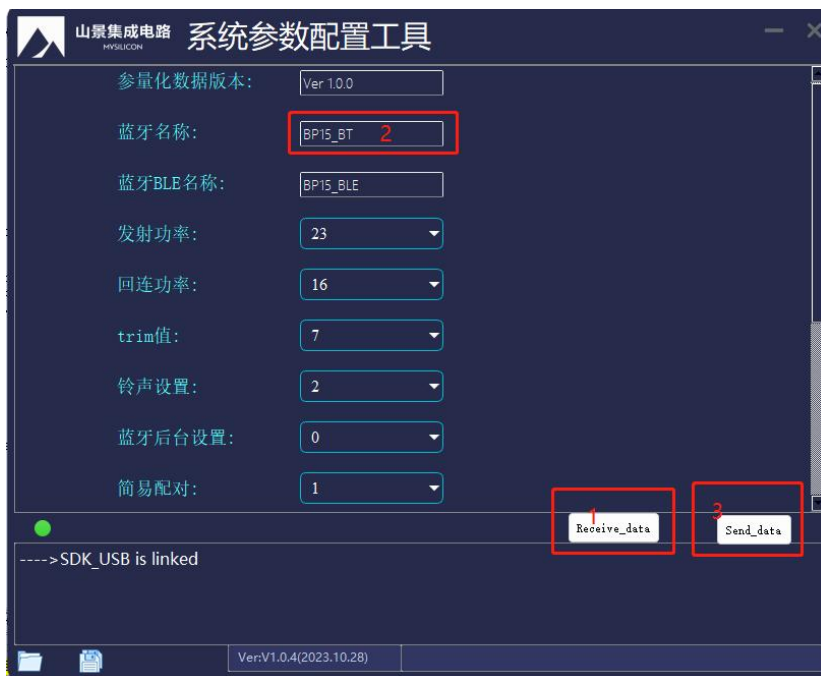 山景集成电路
MVSILICON
系统参数配置工具
参量化数据版本: Ver 1.0.0
蓝牙名称: BP15_BT 2
蓝牙BLE名称: BP15_BLE
发射功率: 23
回连功率: 16
trim值: 7
铃声设置: 2
蓝牙后台设置: 0
简易配对: 1
1 3
Receive_data Send_data
---->SDK_USB is linked
Ver:V1.0.4(2023.10.28)